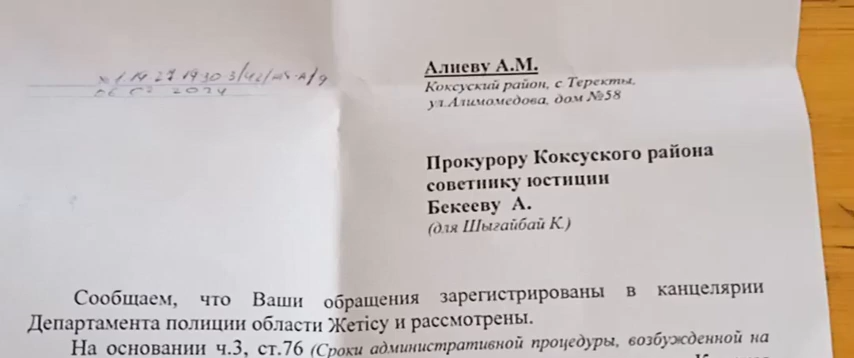 Алиеву А.М.
Коксуский район, с Теректы,
ул.Алимомедова, дом №58
Прокурору Коксуского района
советнику юстиции
Бекееву А.
(для Шыгайбай К.)
Сообщаем, что Ваши обращения зарегистрированы в канцелярии
Департамента полиции области Жетісу и рассмотрены.
На основании ч.3, ст.76 (Сроки административной процедуры, возбужденной на